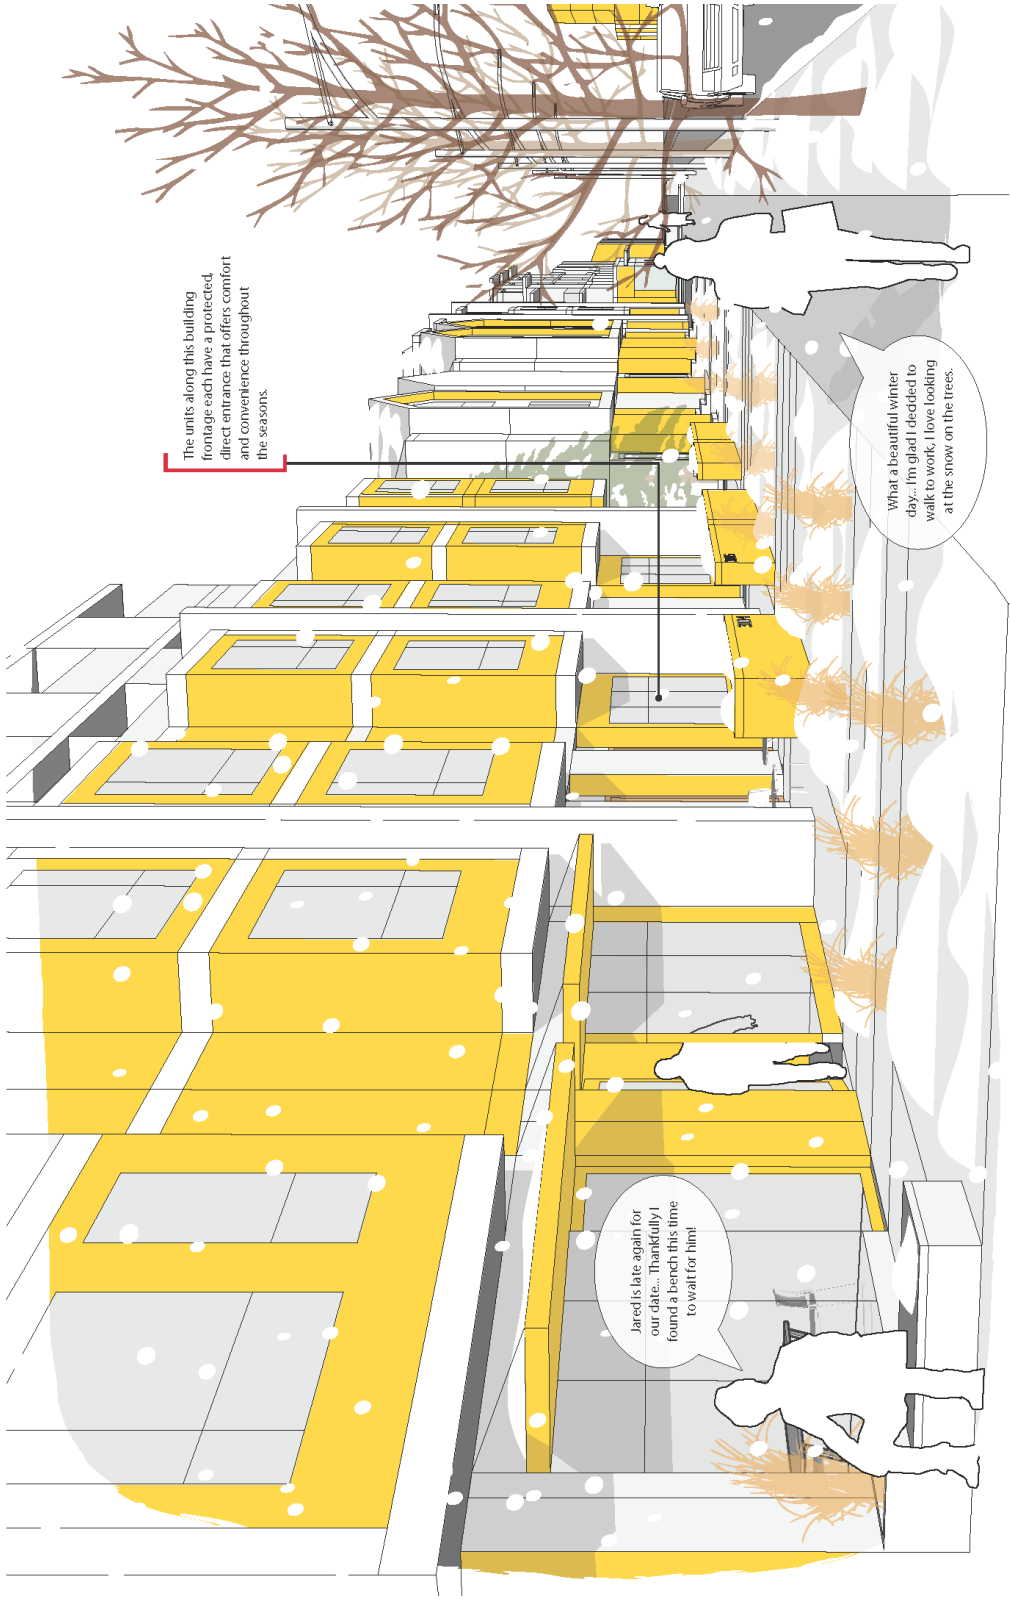 The units along this building
frontage each have a protected,
direct entrance that offers comfort
and convenience throughout
the seasons.
What a beautiful winter
day... I'm glad I decided to
walk to work, I love looking
at the snow on the trees.
Jared is late again for
our date... Thankfully I
found a bench this time
to wait for him!